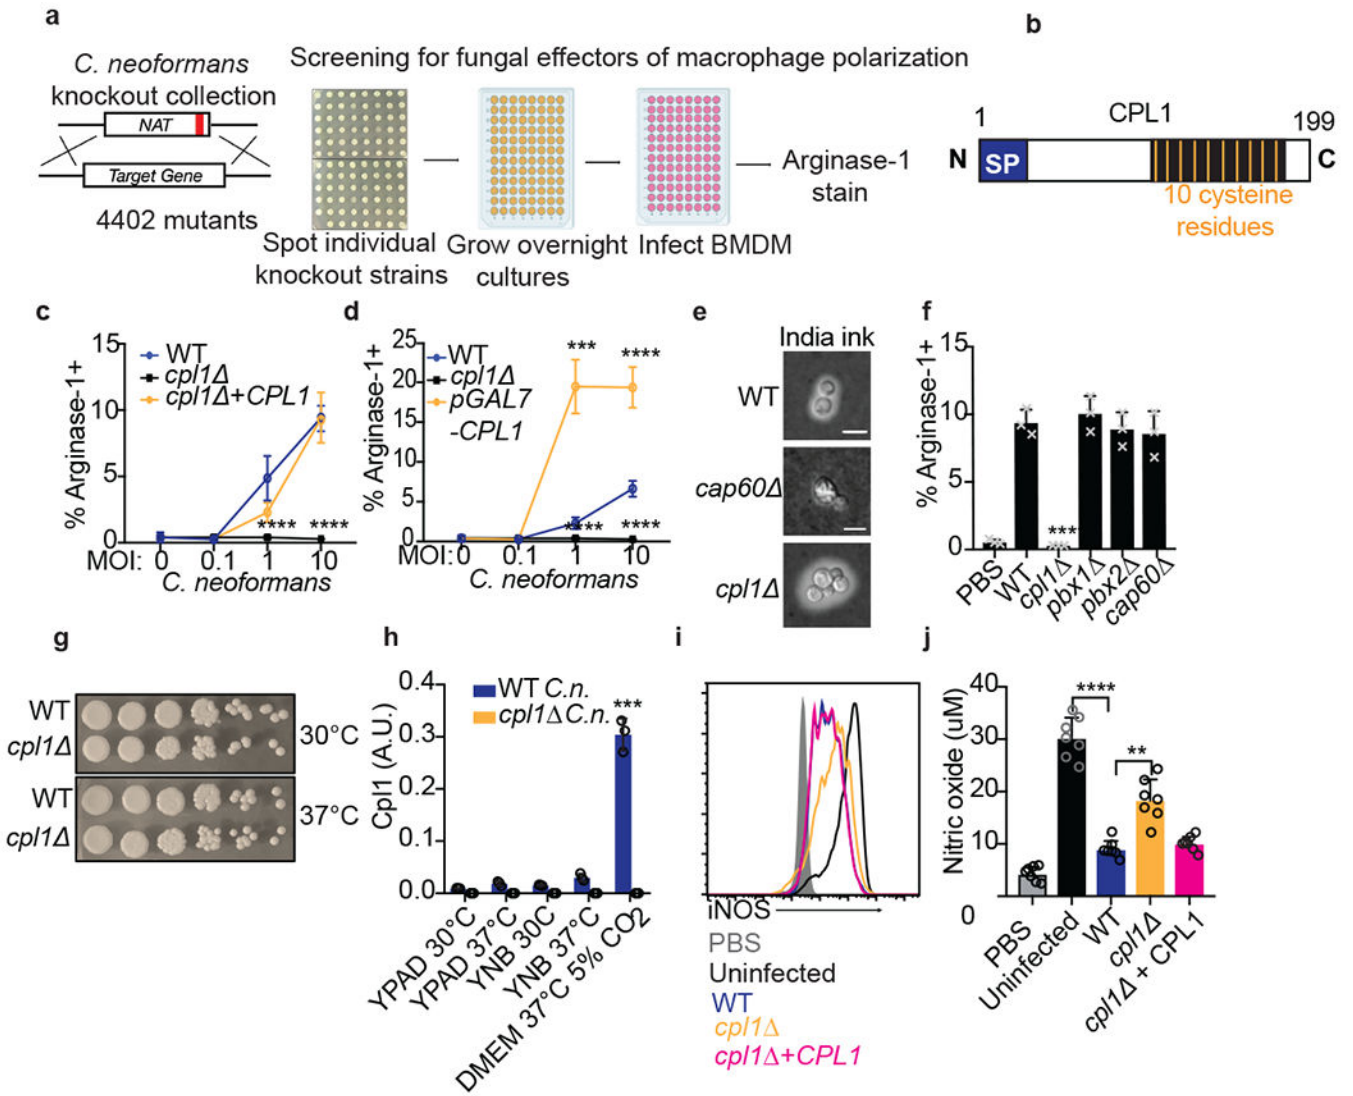 a
C. neoformans
knockout collection
NAT
Target Gene
4402 mutants
Screening for fungal effectors of macrophage polarization
Spot individual
knockout strains
Grow overnight
cultures
Infect BMDM
Arginase-1
stain
b
CPL1
1
199
N
SP
C
10 cysteine
residues
c
% Arginase-1+
15
10
5
0
WT
cpl1Δ
cpl1Δ+CPL1
****
****
MOI:
0
0.1
1
10
C. neoformans
d
% Arginase-1+
25
20
15
10
5
0
WT
cpl1Δ
pGAL7
-CPL1
***
****
****
****
MOI:
0
0.1
1
10
C. neoformans
e
India ink
WT
cap60Δ
cpl1Δ
f
% Arginase-1+
15
10
5
0
****
PBS
WT
cpl1Δ
pbx1Δ
pbx2Δ
cap60Δ
g
WT
cpl1Δ
30°C
WT
cpl1Δ
37°C
h
Cpl1 (A.U.)
0.4
0.3
0.2
0.1
0.0
WT C.n.
cpl1Δ C.n.
***
YPAD 30°C
YPAD 37°C
YNB 30C
YNB 37°C
DMEM 37°C 5% CO2
i
iNOS
PBS
Uninfected
WT
cpl1Δ
cpl1Δ+CPL1
j
Nitric oxide (uM)
40
30
20
10
0
****
**
PBS
Uninfected
WT
cpl1Δ
cpl1Δ + CPL1